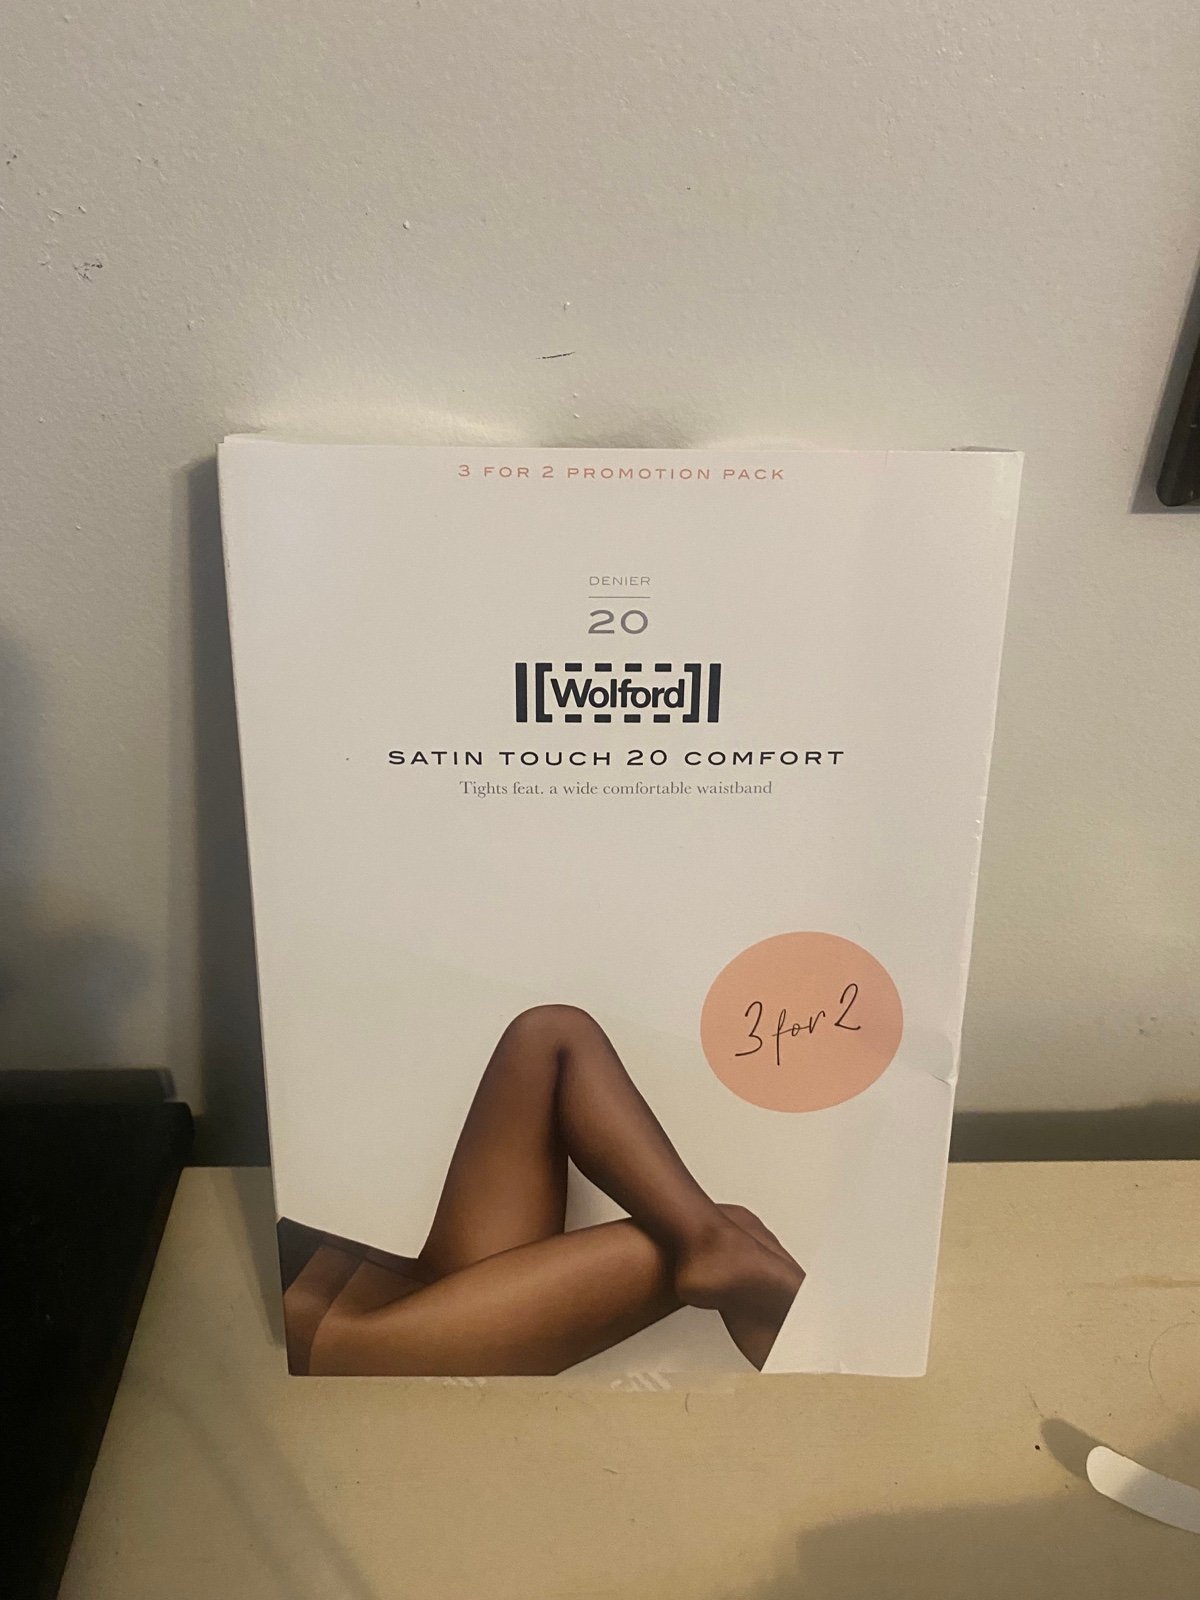 3 FOR 2 PROMOTION PACK
DENIER
20
Wolford
SATIN TOUCH 20 COMFORT
Tights feat. a wide comfortable waistband
3 for 2